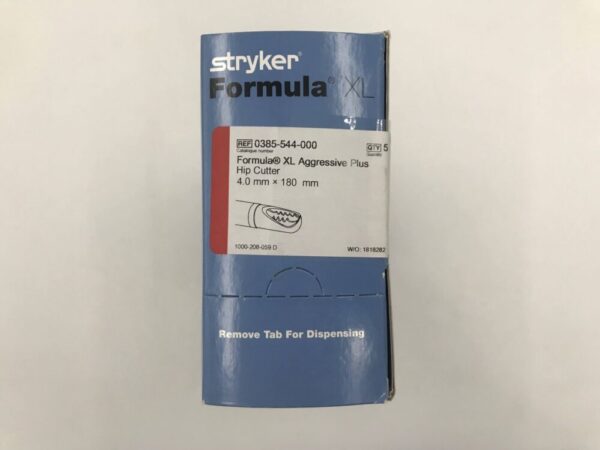 stryker®
Formula® XL
REF 0385-544-000
Catalogue number
QTY 5
Quantity
Formula® XL Aggressive Plus
Hip Cutter
4.0 mm × 180 mm
1000-208-059 D
W/O: 1818282
Remove Tab For Dispensing